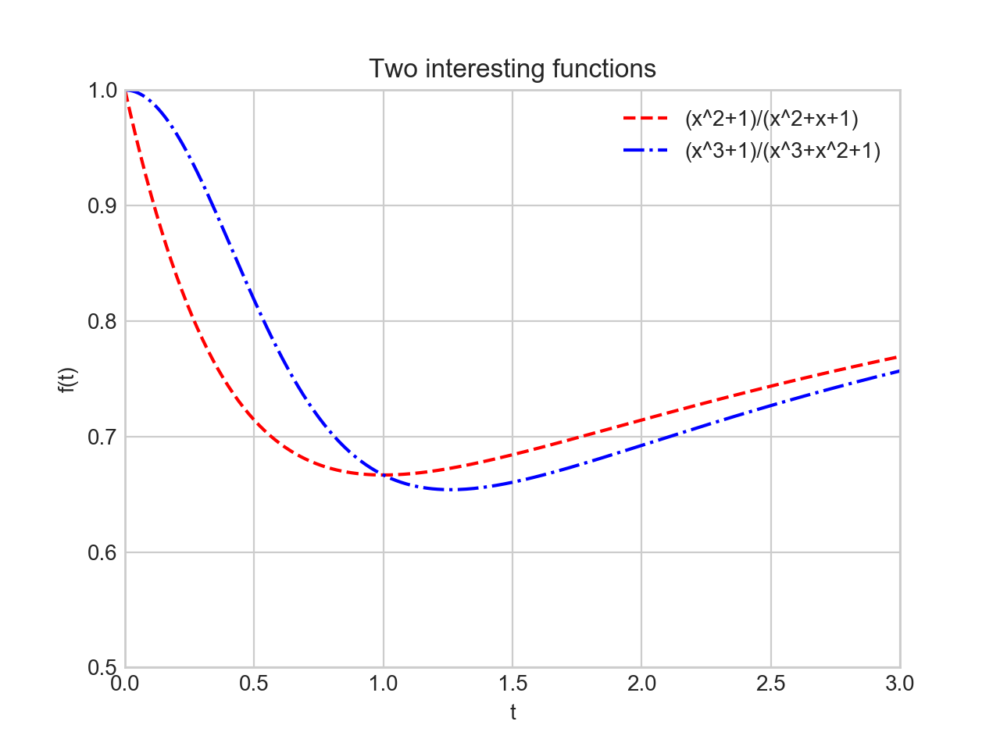 Two interesting functions
(x^2+1)/(x^2+x+1)
(x^3+1)/(x^3+x^2+1)
f(t)
1.0
0.9
0.8
0.7
0.6
0.5
0.0 0.5 1.0 1.5 2.0 2.5 3.0
t